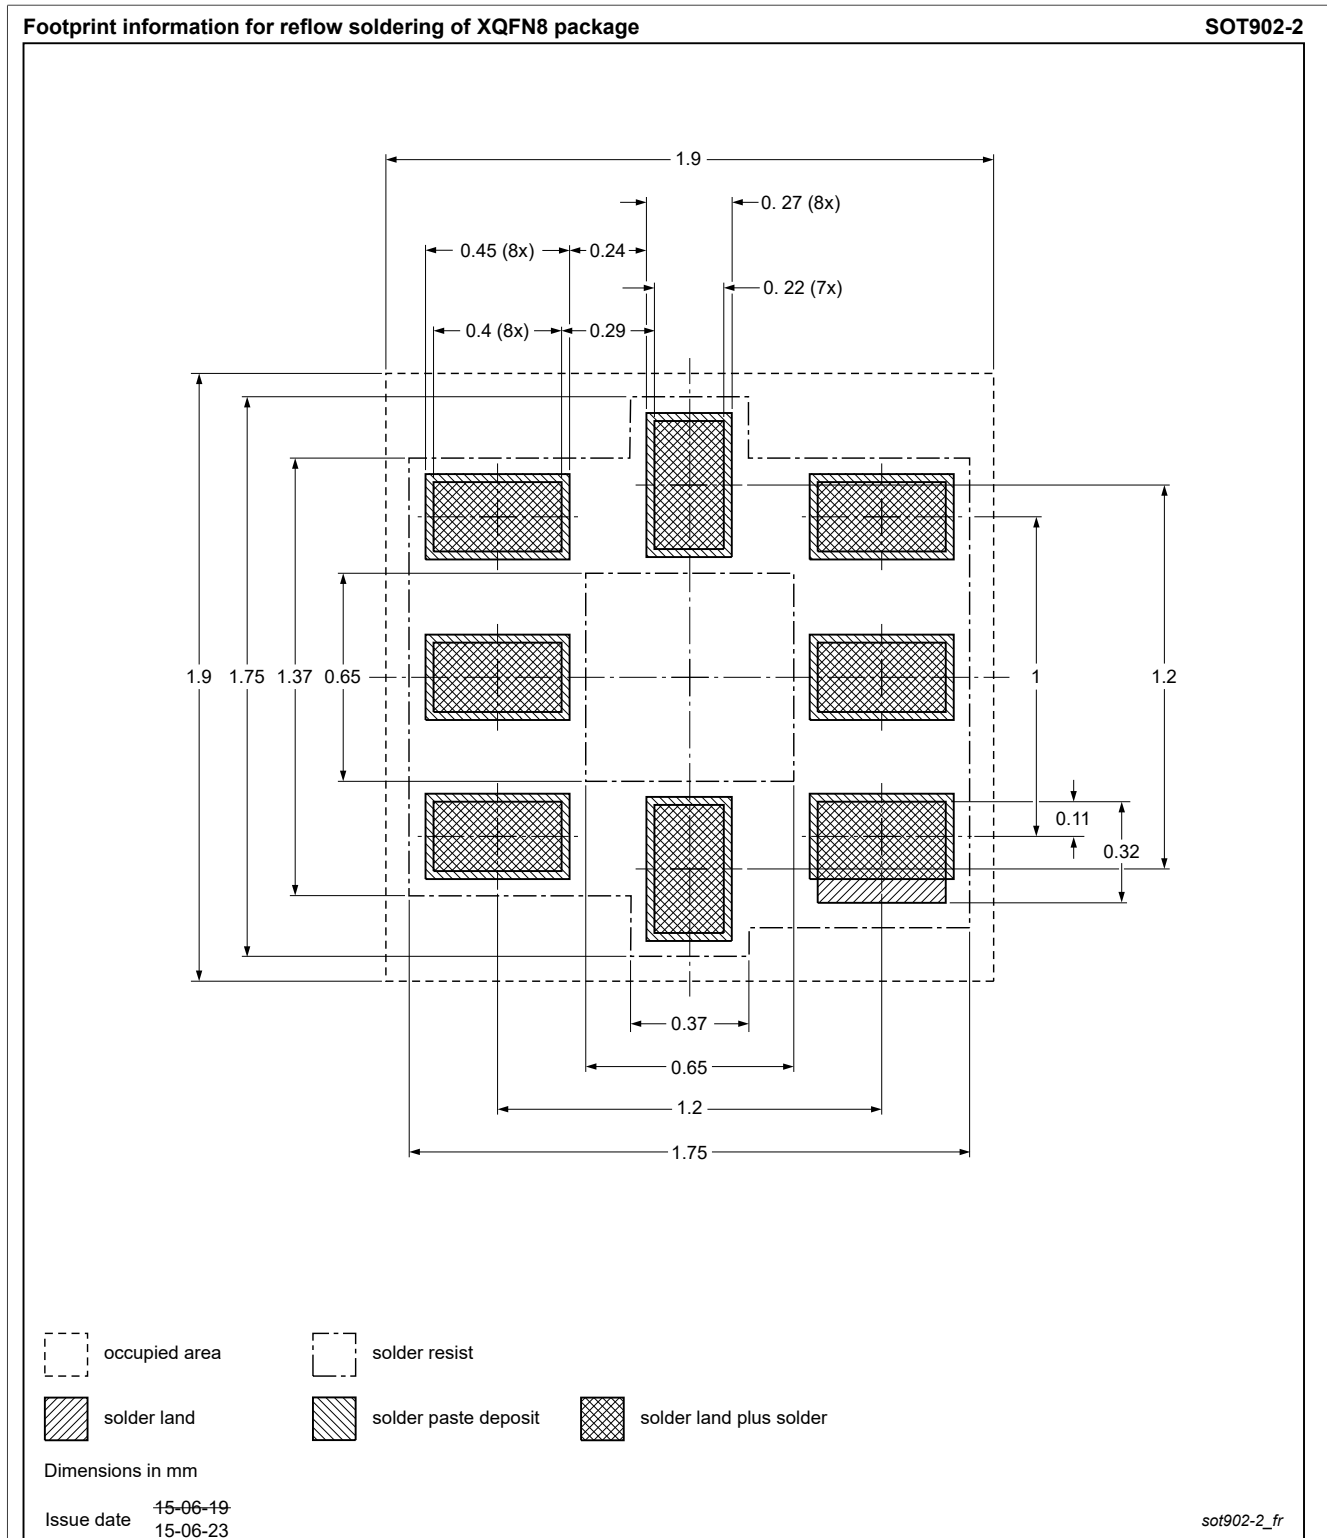 Footprint information for reflow soldering of XQFN8 package SOT902-2
1.9
0. 27 (8x)
0.45 (8x) 0.24
0. 22 (7x)
0.4 (8x) 0.29
1.9 1.75 1.37 0.65 1 1.2
0.11
0.32
0.37
0.65
1.2
1.75
occupied area solder resist
solder land solder paste deposit solder land plus solder
Dimensions in mm
15-06-19
Issue date
15-06-23
sot902-2_fr